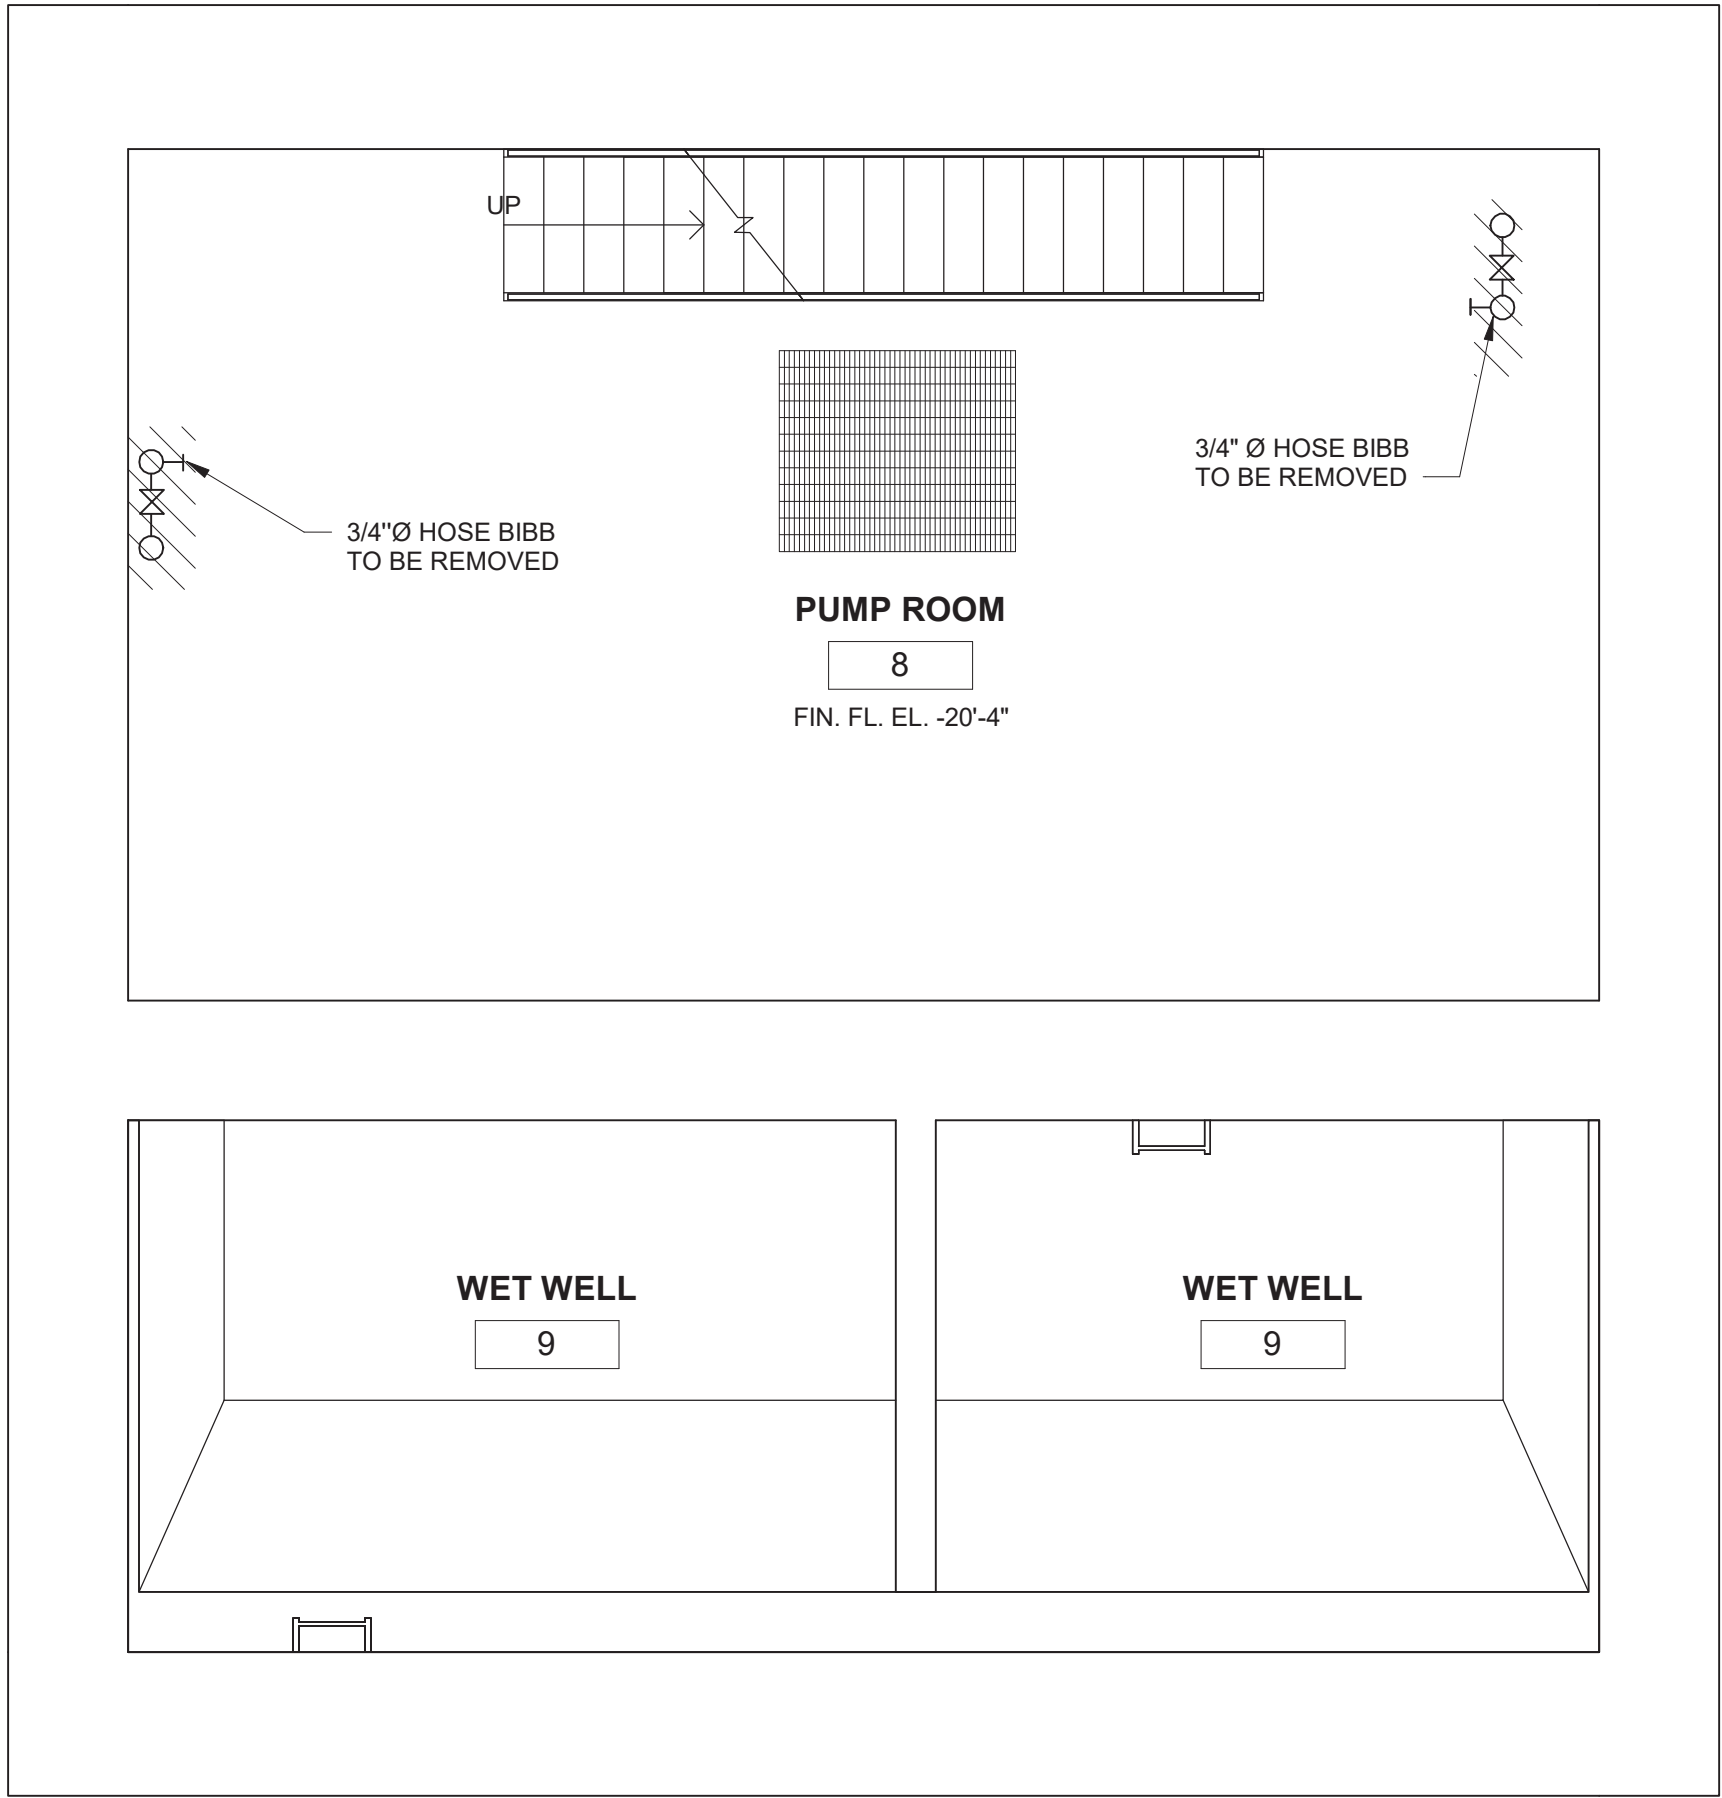 UP
3/4" Ø HOSE BIBB
TO BE REMOVED
3/4"Ø HOSE BIBB
TO BE REMOVED
PUMP ROOM
8
FIN. FL. EL. -20'-4"
WET WELL
9
WET WELL
9